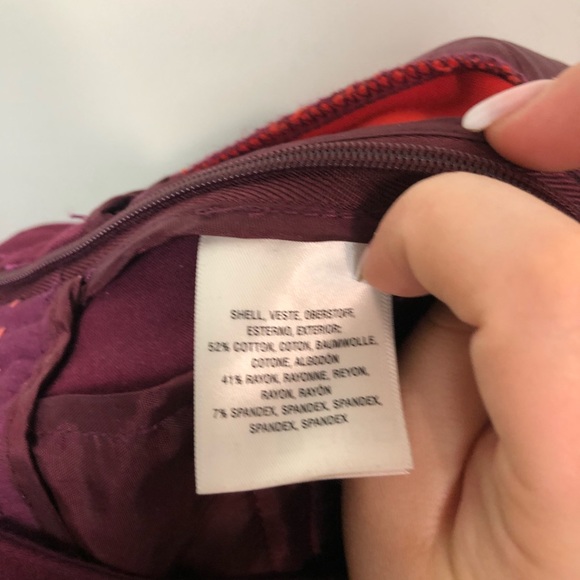 SHELL, VESTE, OBERSTOFF,
ESTERNO, EXTERIOR:
52% COTTON, COTON, BAUMWOLLE,
COTONE, ALGODÓN
41% RAYON, RAYONNE, REYON,
RAYON, RAYÓN
7% SPANDEX, SPANDEX, SPANDEX,
SPANDEX, SPANDEX